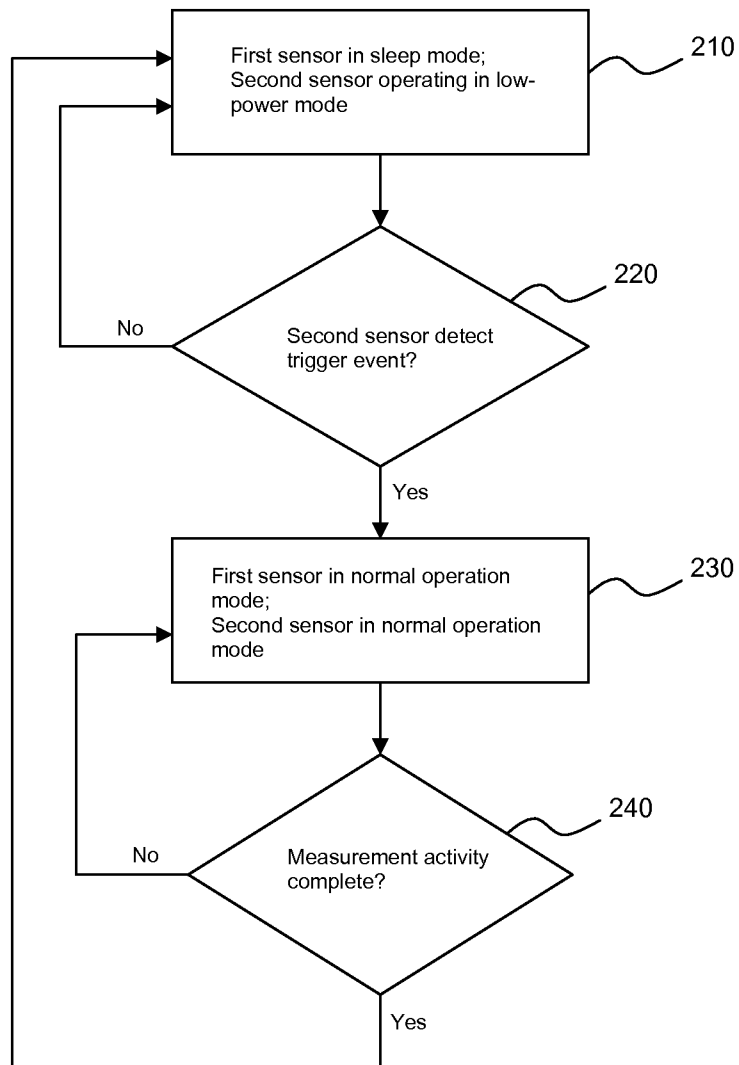 First sensor in sleep mode;
Second sensor operating in low-
power mode
210
220
No
Second sensor detect
trigger event?
Yes
First sensor in normal operation
mode;
Second sensor in normal operation
mode
230
240
No
Measurement activity
complete?
Yes